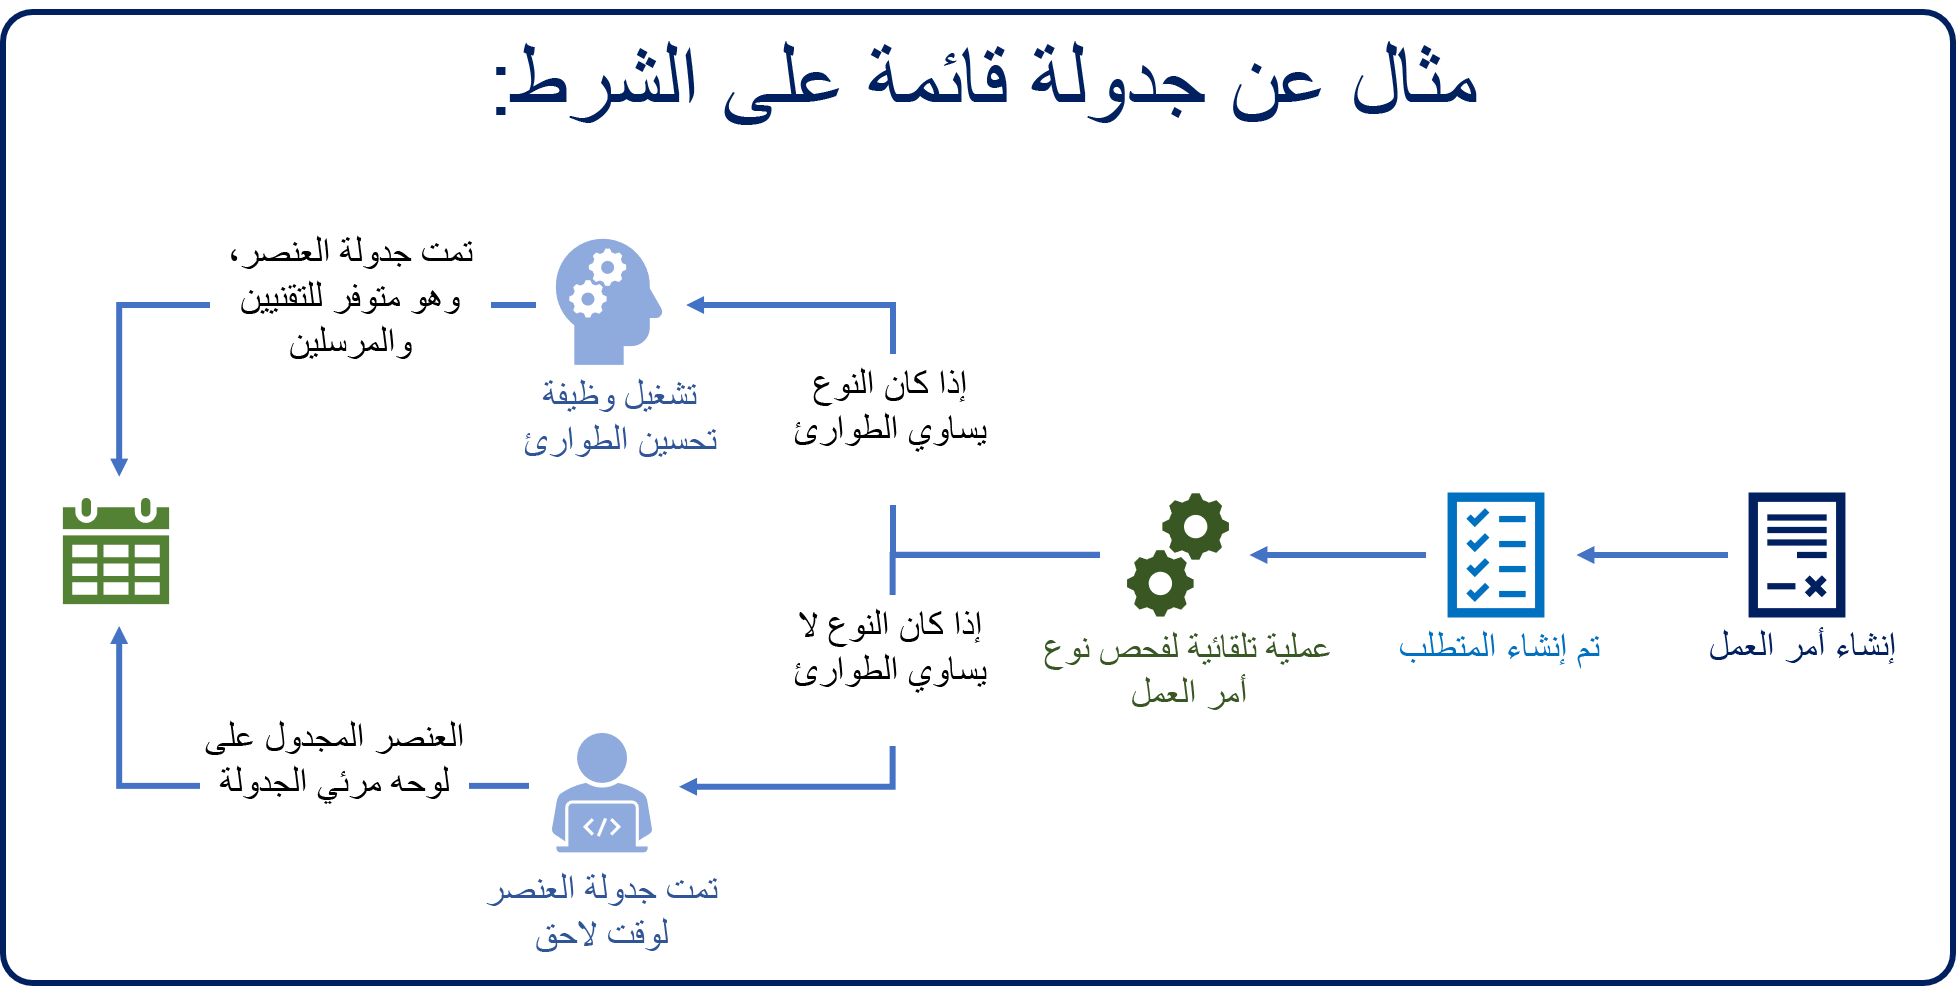 مثال عن جدولة قائمة على الشرط:
إنشاء أمر العمل
تم إنشاء المتطلب
عملية تلقائية لفحص نوع
أمر العمل
إذا كان النوع
يساوي الطوارئ
تشغيل وظيفة
تحسين الطوارئ
تمت جدولة العنصر،
وهو متوفر للتقنيين
والمرسلين
إذا كان النوع لا
يساوي الطوارئ
تمت جدولة العنصر
لوقت لاحق
العنصر المجدول على
لوحه مرئي الجدولة